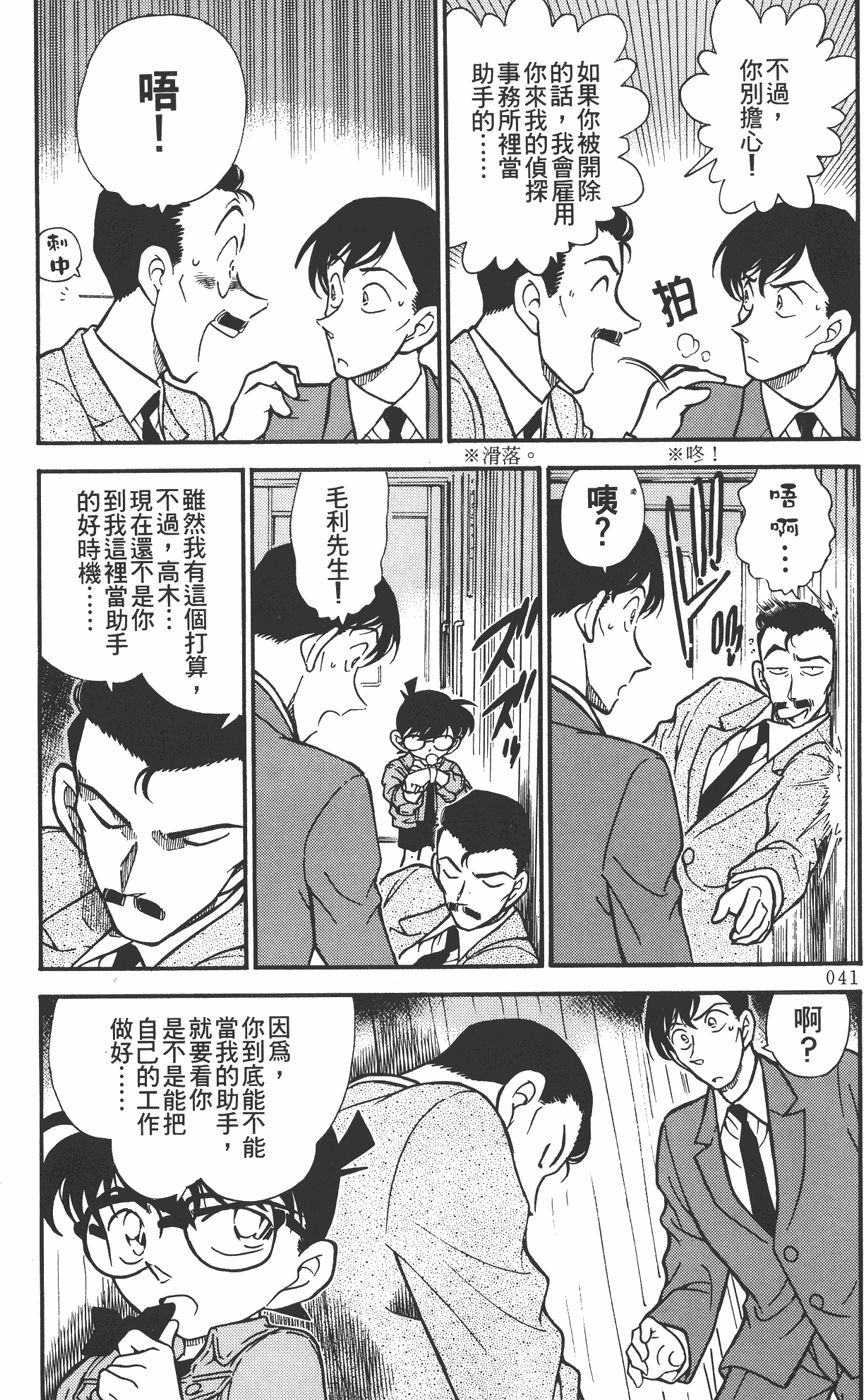 不過，
你別擔心！
如果你被開除
的話，我會雇用
你來我的偵探
事務所裡當
助手的……
拍
唔！
刺
中
※咚！
※滑落。
唔
啊…
咦？
毛利先生！
雖然我有這個打算，
不過，高木…
現在還不是你
到我這裡當助手
的好時機……
041
啊？
因爲，
你到底能不能
當我的助手，
就要看你
是不是能把
自己的工作
做好……